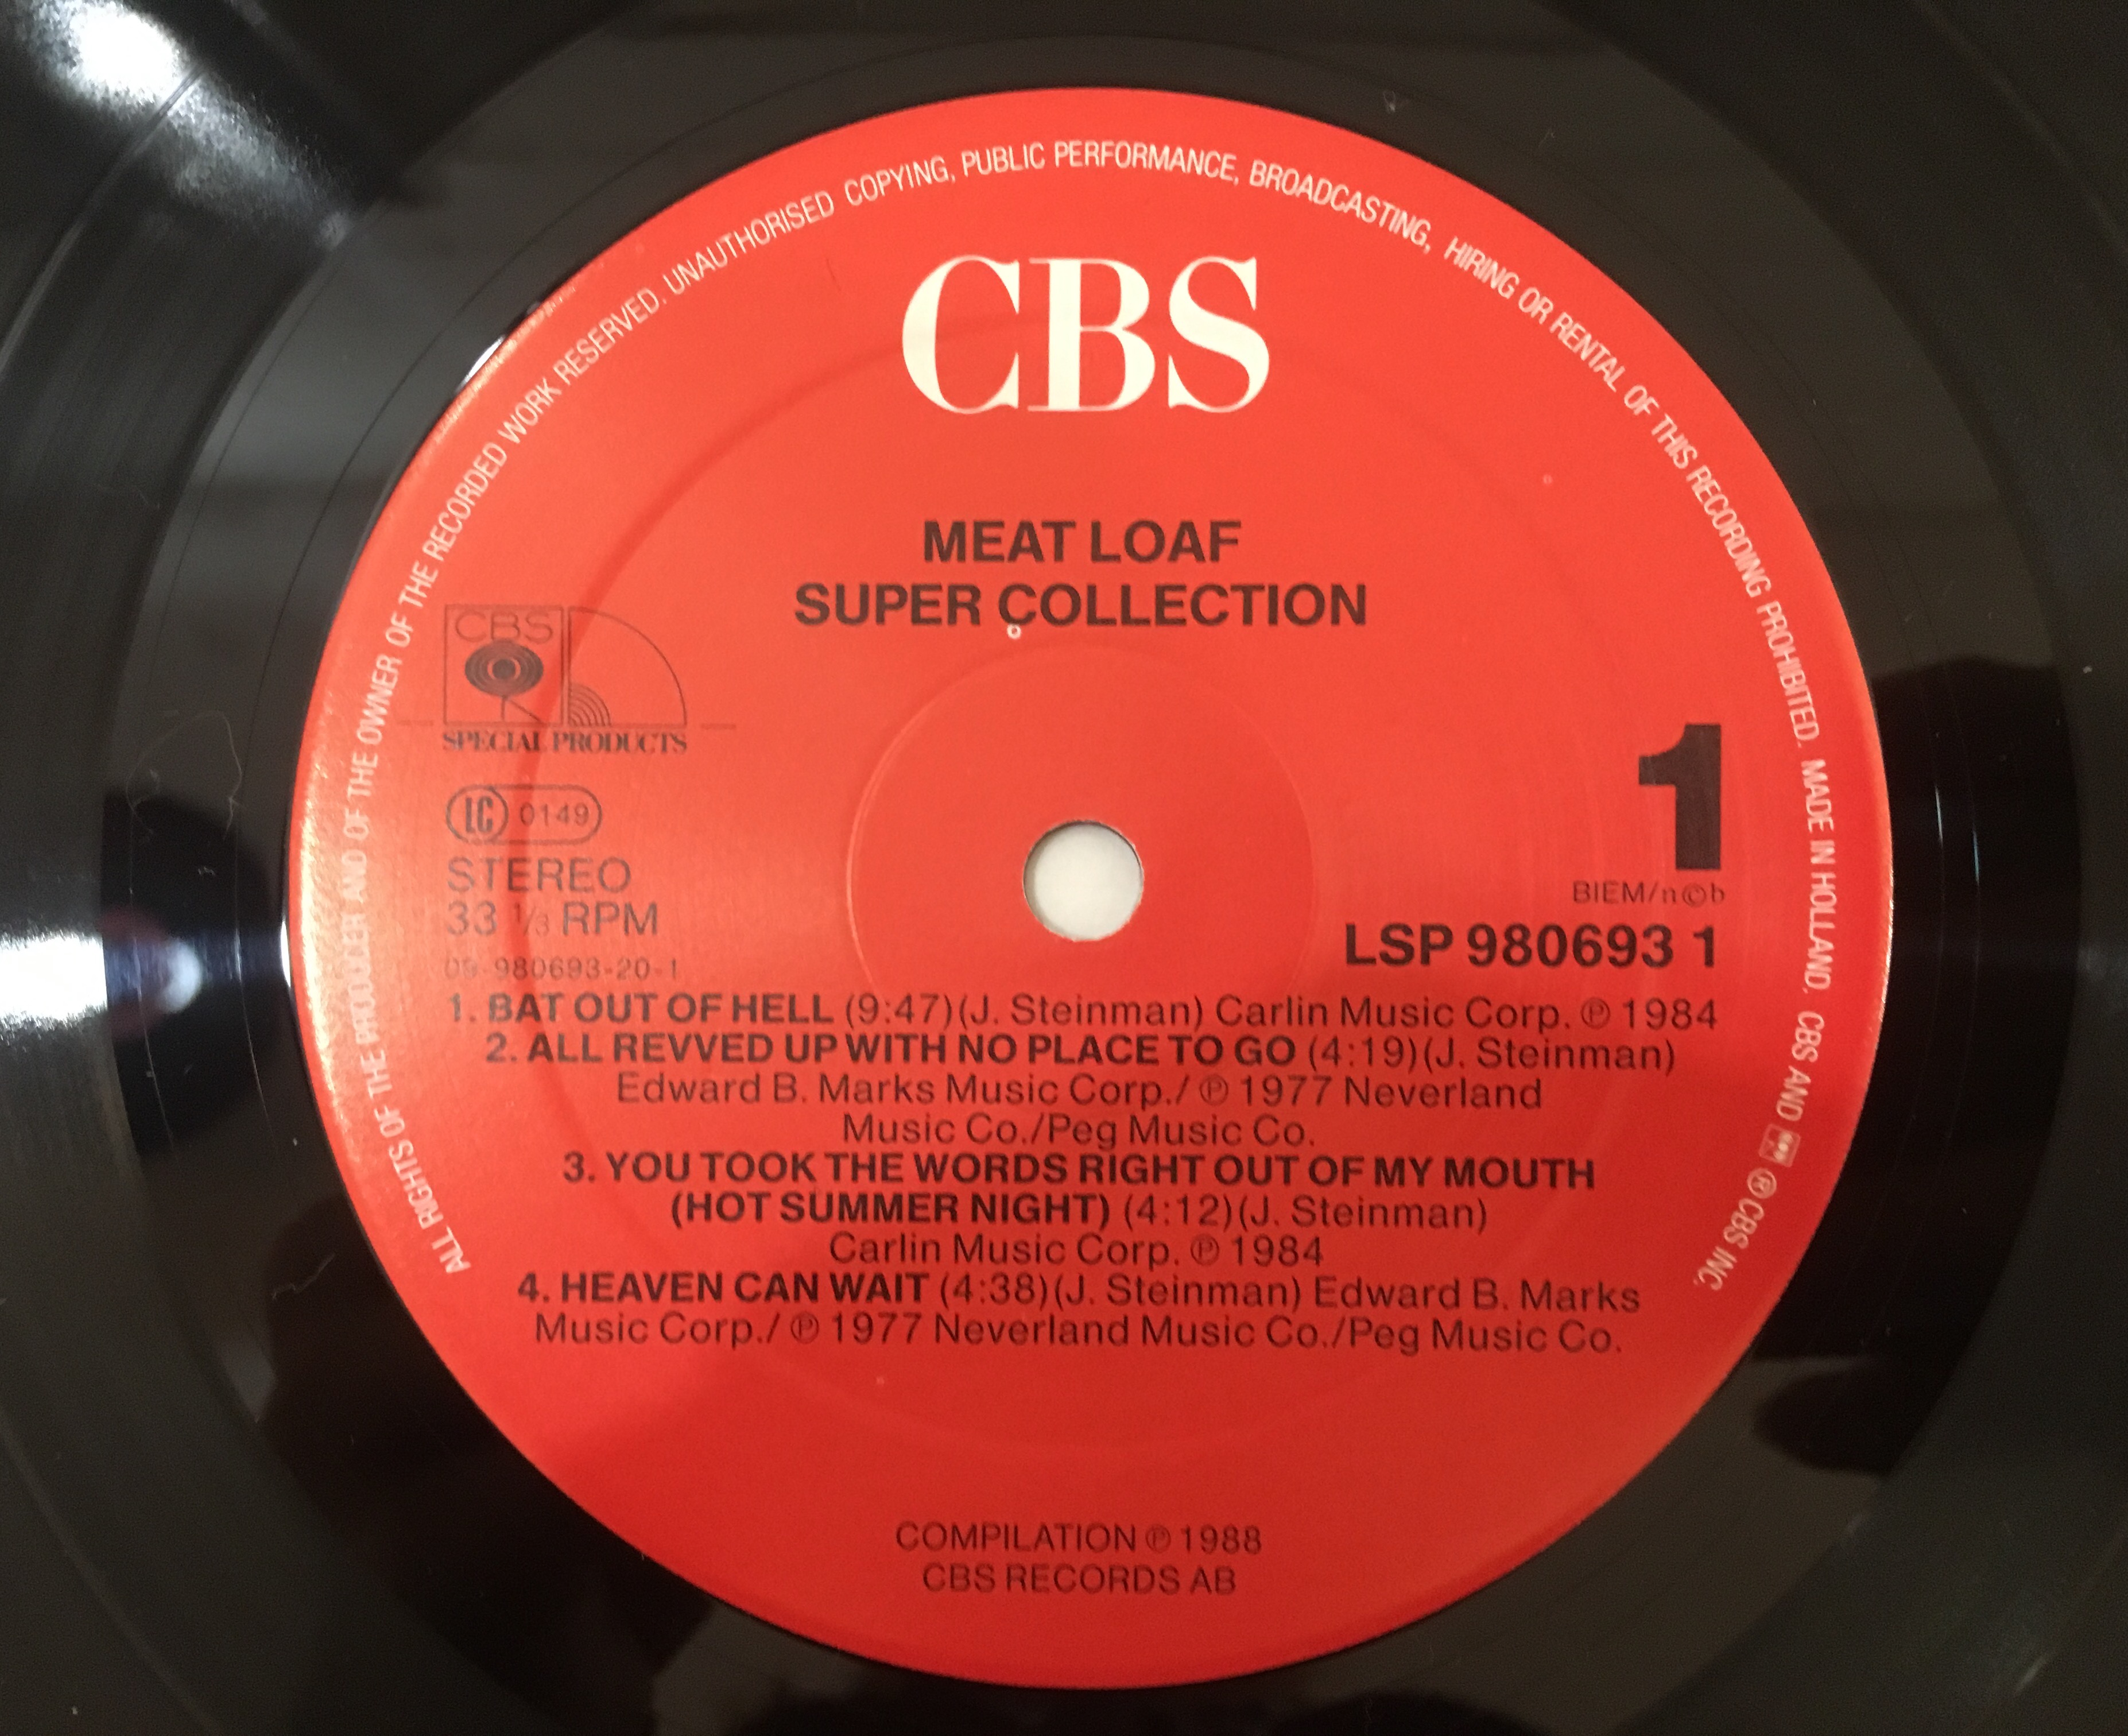 ALL RIGHTS OF THE PRODUCER AND OF THE OWNER OF THE RECORDED WORK RESERVED. UNAUTHORISED COPYING, PUBLIC PERFORMANCE, BROADCASTING, HIRING OR RENTAL OF THIS RECORDING PROHIBITED. MADE IN HOLLAND. CBS AND ® CBS INC.
CBS
MEAT LOAF
SUPER COLLECTION
CBS
SPECIAL PRODUCTS
LC 0149
STEREO
33 1/3 RPM
09-980693-20-1
1
BIEM/n©b
LSP 980693 1
1. BAT OUT OF HELL (9:47)(J. Steinman) Carlin Music Corp. ℗ 1984
2. ALL REVVED UP WITH NO PLACE TO GO (4:19)(J. Steinman)
Edward B. Marks Music Corp./ ℗ 1977 Neverland
Music Co./Peg Music Co.
3. YOU TOOK THE WORDS RIGHT OUT OF MY MOUTH
(HOT SUMMER NIGHT) (4:12)(J. Steinman)
Carlin Music Corp. ℗ 1984
4. HEAVEN CAN WAIT (4:38)(J. Steinman) Edward B. Marks
Music Corp./ ℗ 1977 Neverland Music Co./Peg Music Co.
COMPILATION ℗ 1988
CBS RECORDS AB